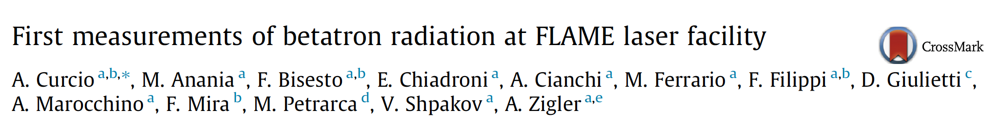 First measurements of betatron radiation at FLAME laser facility
CrossMark
A. Curcio a,b,*, M. Anania a, F. Bisesto a,b, E. Chiadroni a, A. Cianchi a, M. Ferrario a, F. Filippi a,b, D. Giulietti c,
A. Marocchino a, F. Mira b, M. Petrarca d, V. Shpakov a, A. Zigler a,e